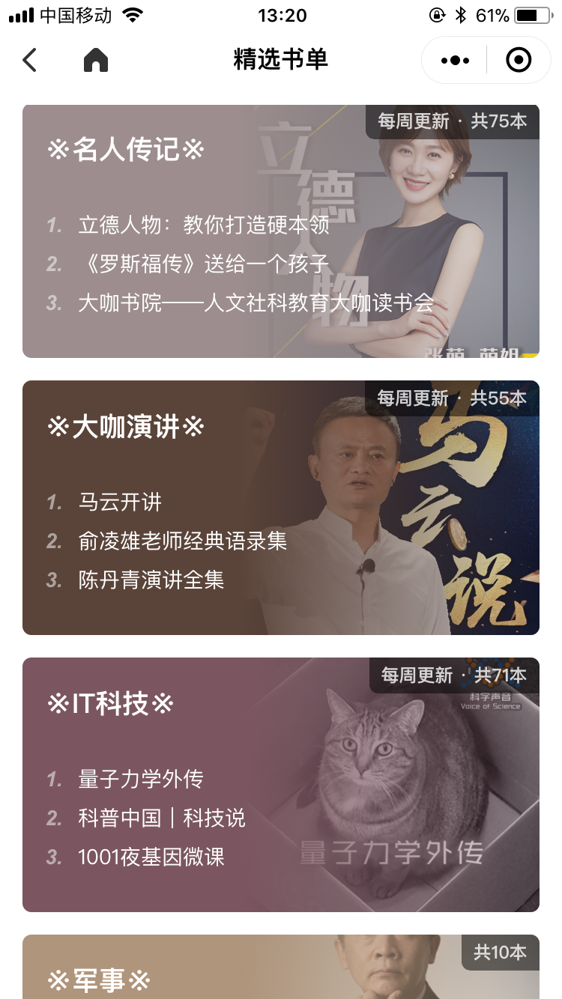 中国移动
13:20
61%
精选书单
每周更新 · 共75本
※名人传记※
立德人物
1. 立德人物：教你打造硬本领
2. 《罗斯福传》送给一个孩子
3. 大咖书院——人文社科教育大咖读书会
张萌 萌姐
每周更新 · 共55本
※大咖演讲※
马云说
1. 马云开讲
2. 俞凌雄老师经典语录集
3. 陈丹青演讲全集
每周更新 · 共71本
科学声音
Voice of Science
※IT科技※
1. 量子力学外传
2. 科普中国｜科技说
3. 1001夜基因微课
量子力学外传
共10本
※军事※